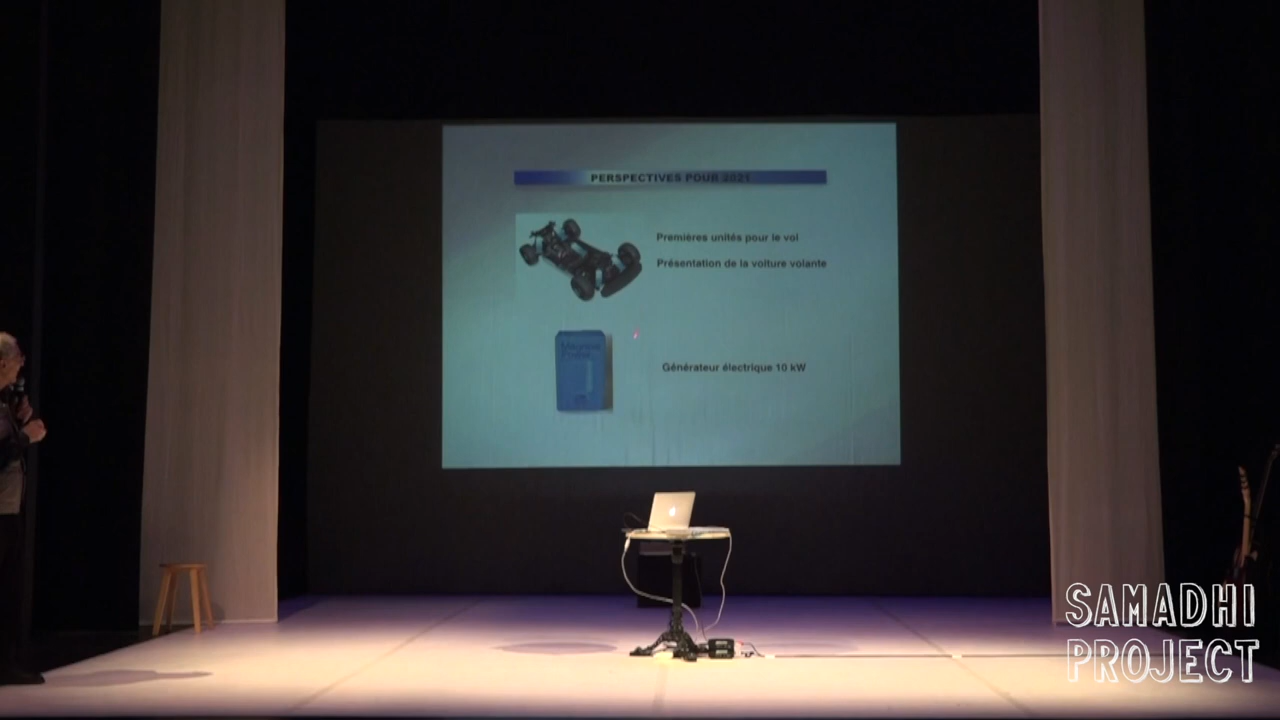 PERSPECTIVES POUR 2021
Premières unités pour le vol
Présentation de la voiture volante
Générateur électrique 10 kW
SAMADHI
PROJECT